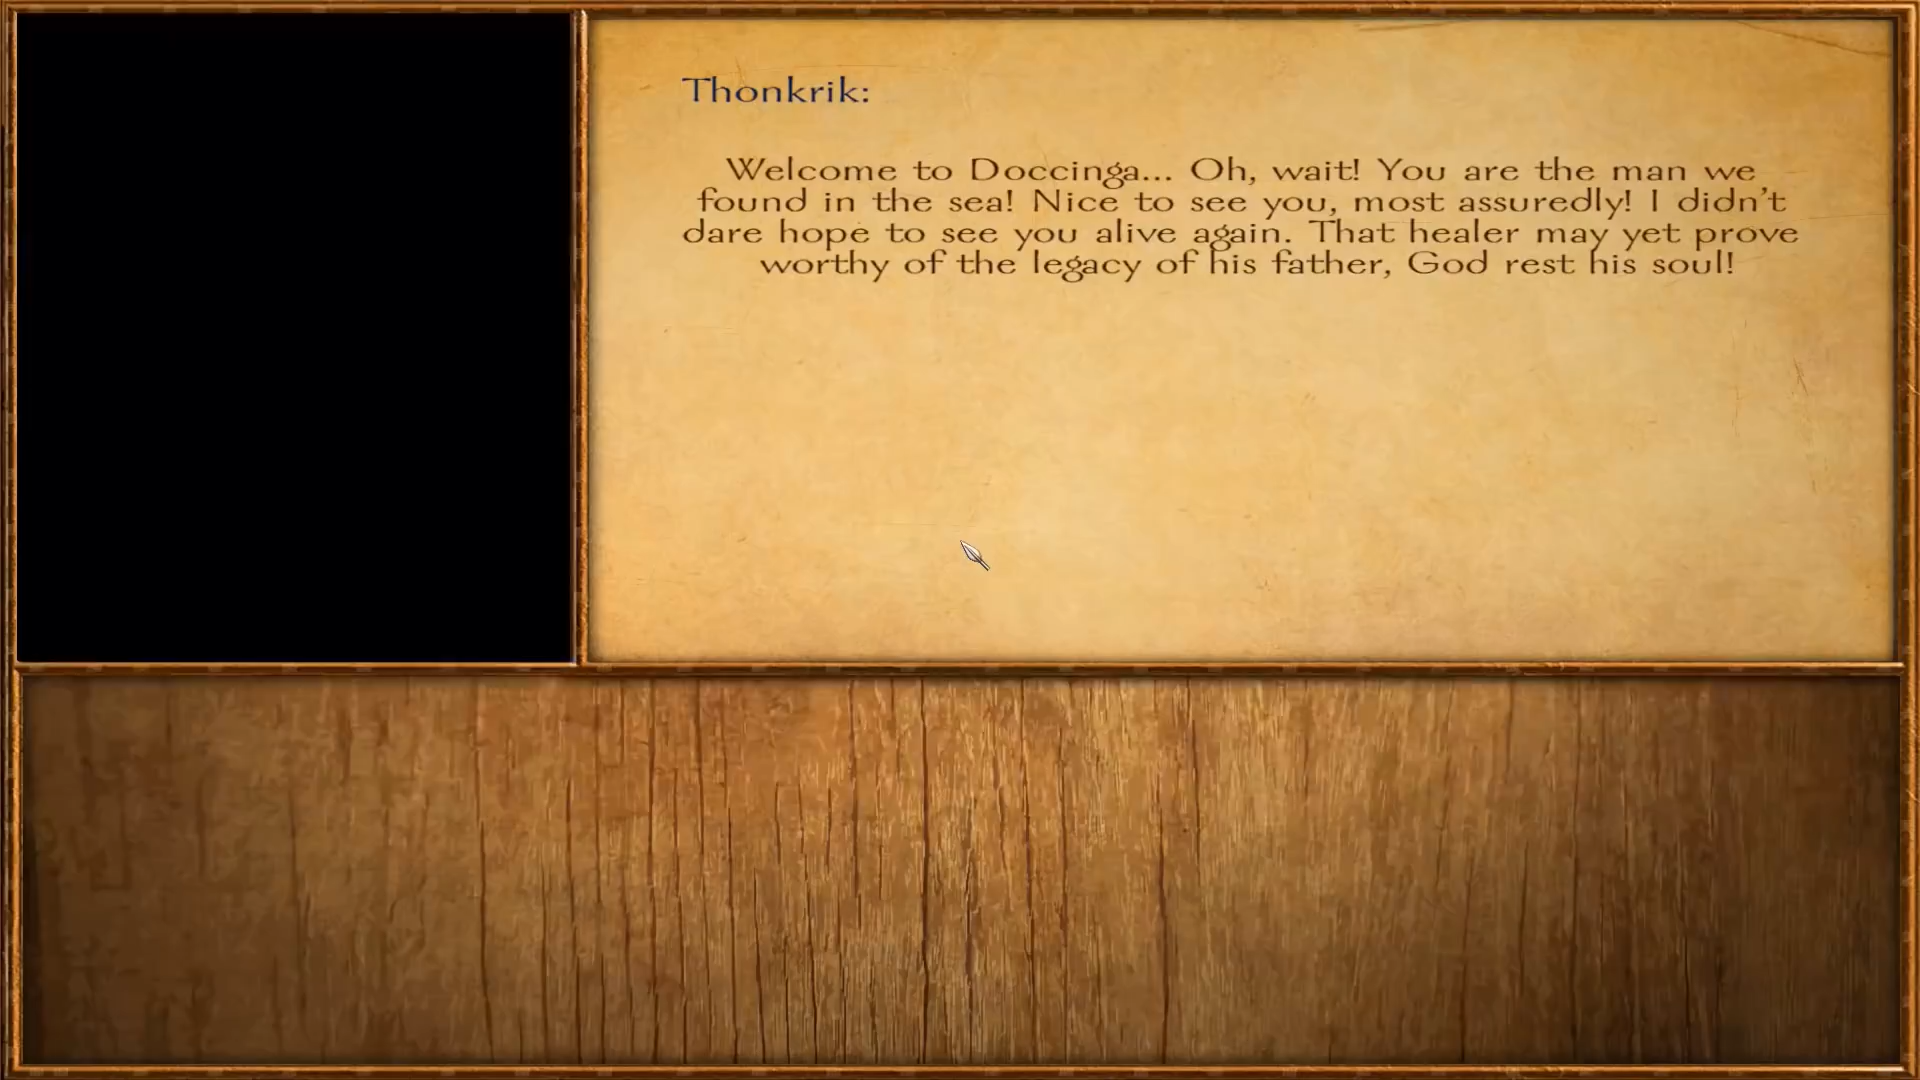 Thonkrik:
Welcome to Doccinga... Oh, wait! You are the man we
found in the sea! Nice to see you, most assuredly! I didn't
dare hope to see you alive again. That healer may yet prove
worthy of the legacy of his father, God rest his soul!